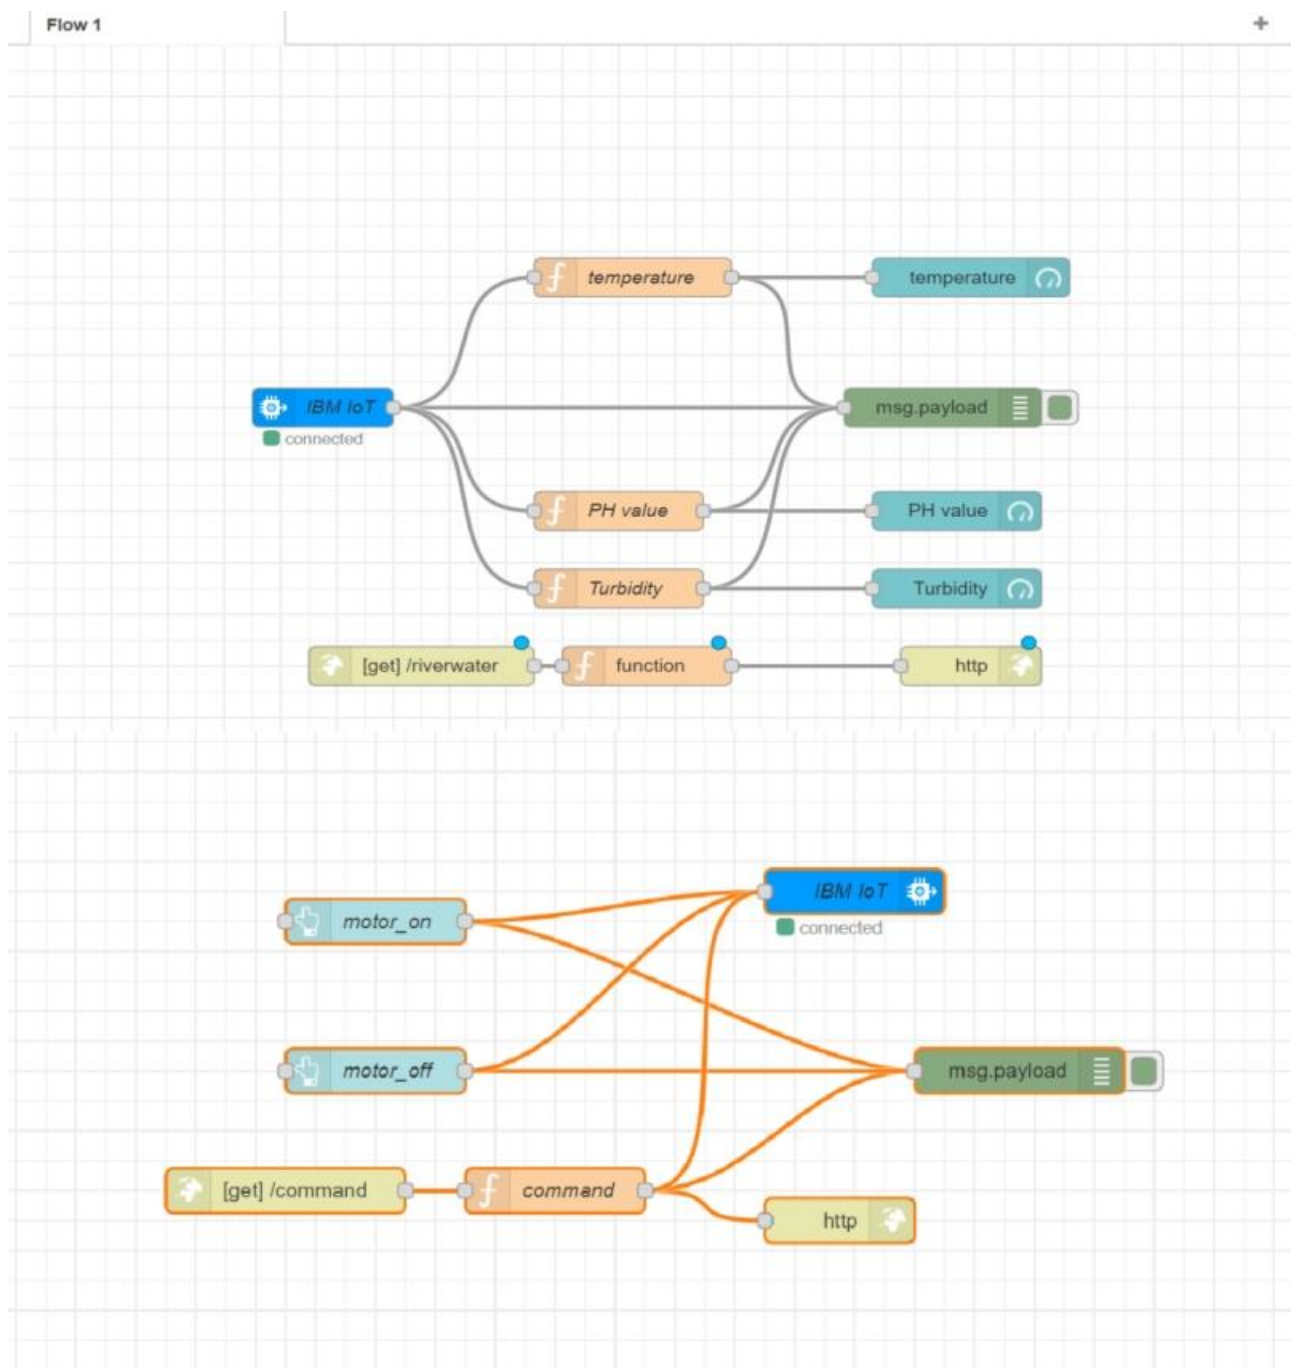 Flow 1
+
temperature
temperature
IBM IoT
msg.payload
connected
PH value
PH value
Turbidity
Turbidity
[get] /riverwater
function
http
IBM IoT
motor_on
connected
motor_off
msg.payload
[get] /command
command
http